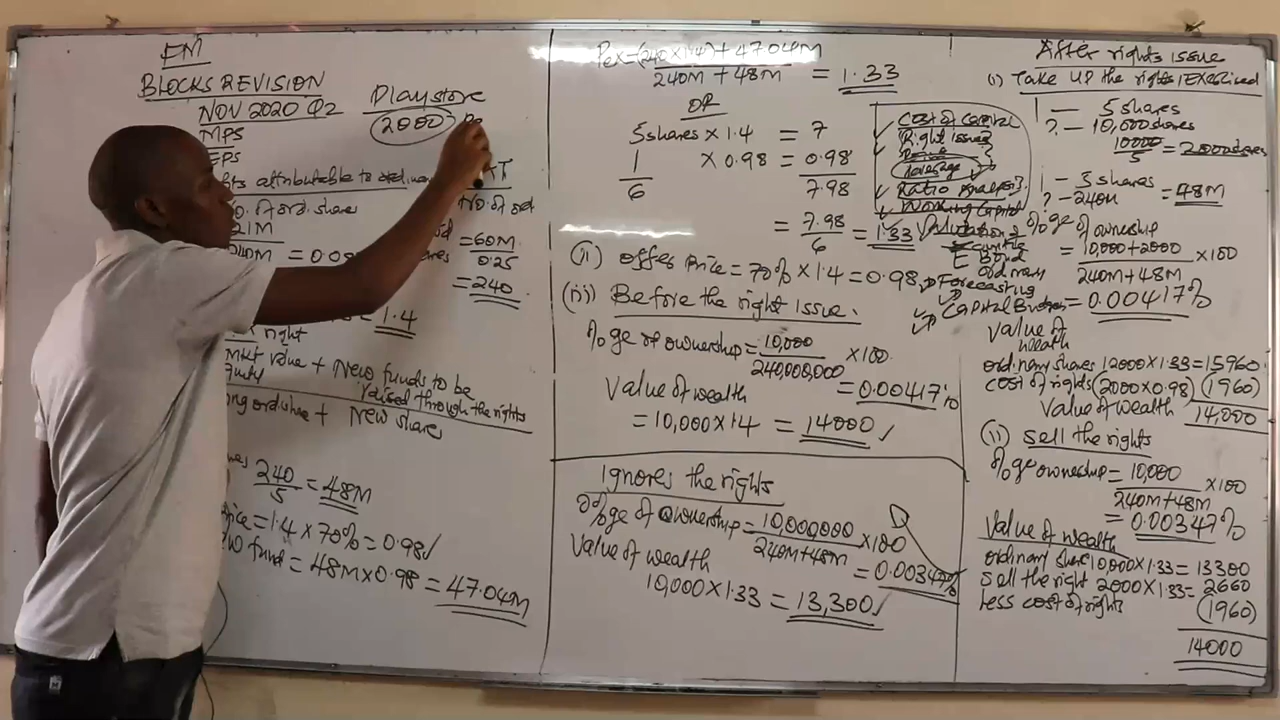 FM
BLOCKS REVISION
NOV 2020 Q2
Playstore
2000
MPS
EPS
attributable to
No. of ord
of ord. share
21M
240M
= 60M
0.25
= 240
1.4
right
Mkt value + New funds to be
raised through the rights
New share
240
5
= 48M
= 1.4 × 70% = 0.98
fund = 48M × 0.98 = 47.04M
Pex = (240 × 1.4) + 47.04M
240M + 48M
= 1.33
OR
5 shares × 1.4 = 7
1 × 0.98 = 0.98
6
7.98
= 7.98
6
= 1.33
(ii) Offer Price = 70% × 1.4 = 0.98
(iii) Before the right issue.
%ge of ownership = 10,000
240,000,000
× 100
= 0.00417%
Value of wealth
= 10,000 × 1.4 = 14000
Ignores the rights
%ge of Ownership = 10,000,000
240M + 48M
× 100
= 0.00347%
Value of wealth
10,000 × 1.33 = 13,300
Cost of Capital
Right issue
Ratio Analysis
Working Capital
Valuation
Bond
ordinary
Forecasting
Capital
After rights issue
(i) Take up the rights/Exercised
1 — 5 shares
? — 10,000 shares
10000
5
= 2000 shares
1 — 5 shares
? — 240M
= 48M
%ge of ownership
= 10,000 + 2000
240M + 48M
× 100
= 0.00417%
Value of
wealth
ordinary shares 12000 × 1.33 = 15960
cost of rights (2000 × 0.98) (1960)
Value of wealth 14,000
(ii) Sell the rights
%ge ownership = 10,000
240M + 48M
× 100
= 0.00347%
Value of wealth
ordinary share 10,000 × 1.33 = 13300
Sell the right 2000 × 1.33 = 2660
Less cost of rights (1960)
14000